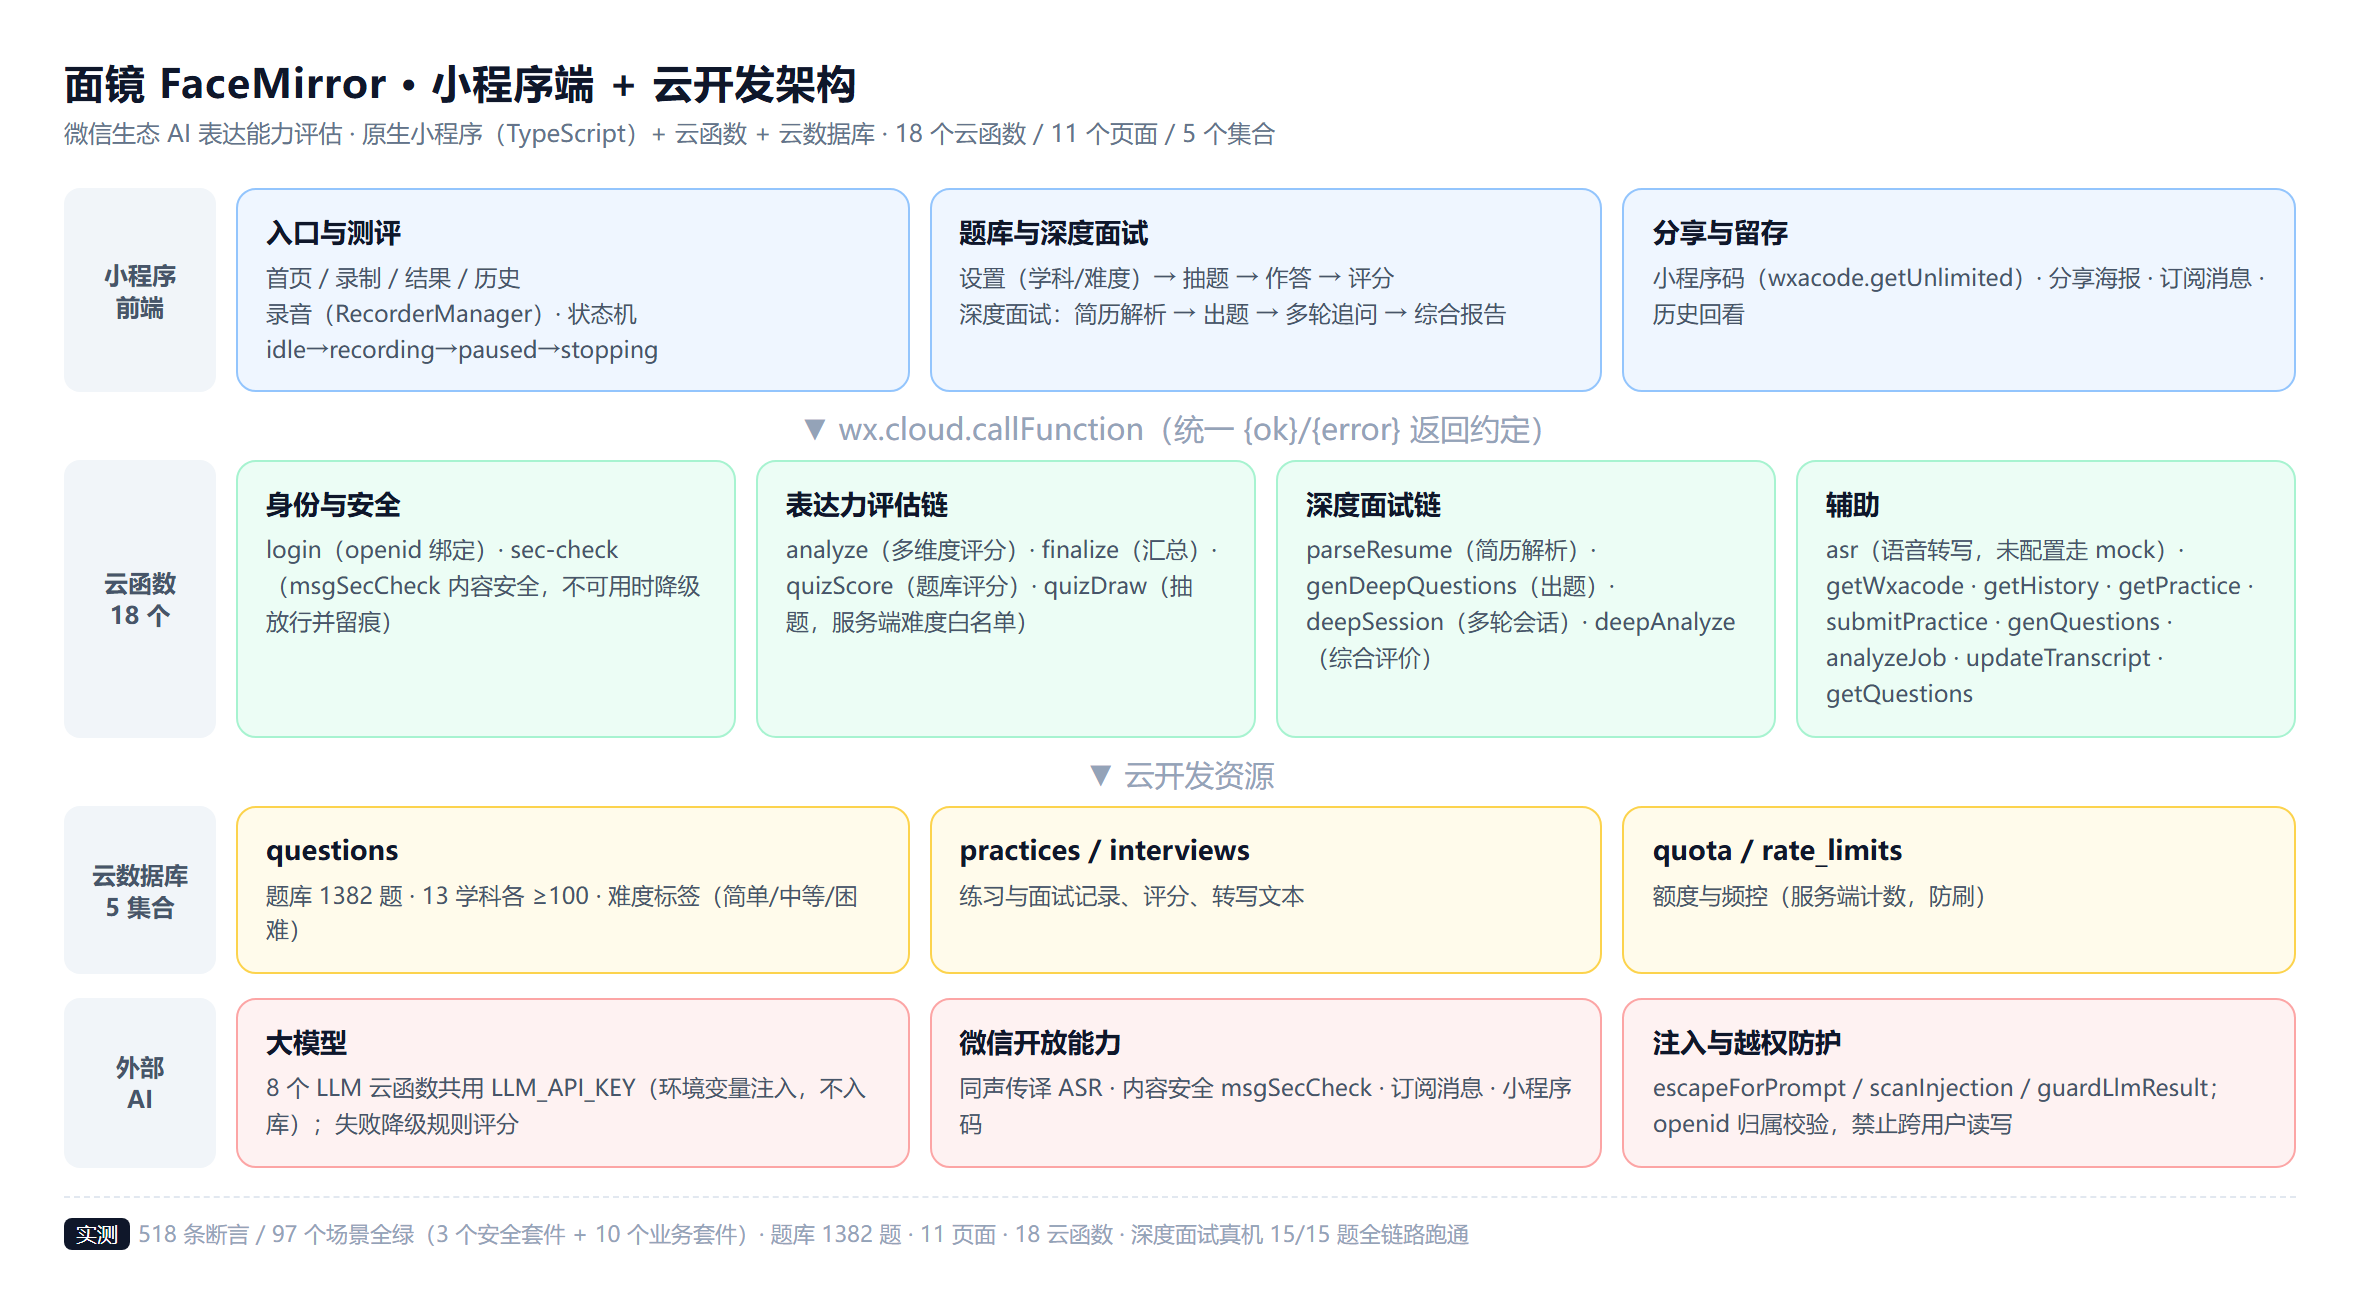 面镜 FaceMirror · 小程序端 + 云开发架构
微信生态 AI 表达能力评估 · 原生小程序（TypeScript）+ 云函数 + 云数据库 · 18 个云函数 / 11 个页面 / 5 个集合
小程序
前端
入口与测评
首页 / 录制 / 结果 / 历史
录音（RecorderManager）· 状态机
idle→recording→paused→stopping
题库与深度面试
设置（学科/难度）→ 抽题 → 作答 → 评分
深度面试：简历解析 → 出题 → 多轮追问 → 综合报告
分享与留存
小程序码（wxacode.getUnlimited）· 分享海报 · 订阅消息 ·
历史回看
▼ wx.cloud.callFunction（统一 {ok}/{error} 返回约定）
云函数
18 个
身份与安全
login（openid 绑定）· sec-check
（msgSecCheck 内容安全，不可用时降级
放行并留痕）
表达力评估链
analyze（多维度评分）· finalize（汇总）·
quizScore（题库评分）· quizDraw（抽
题，服务端难度白名单）
深度面试链
parseResume（简历解析）·
genDeepQuestions（出题）·
deepSession（多轮会话）· deepAnalyze
（综合评价）
辅助
asr（语音转写，未配置走 mock）·
getWxacode · getHistory · getPractice ·
submitPractice · genQuestions ·
analyzeJob · updateTranscript ·
getQuestions
▼ 云开发资源
云数据库
5 集合
questions
题库 1382 题 · 13 学科各 ≥100 · 难度标签（简单/中等/困
难）
practices / interviews
练习与面试记录、评分、转写文本
quota / rate_limits
额度与频控（服务端计数，防刷）
外部
AI
大模型
8 个 LLM 云函数共用 LLM_API_KEY（环境变量注入，不入
库）；失败降级规则评分
微信开放能力
同声传译 ASR · 内容安全 msgSecCheck · 订阅消息 · 小程序
码
注入与越权防护
escapeForPrompt / scanInjection / guardLlmResult；
openid 归属校验，禁止跨用户读写
实测 518 条断言 / 97 个场景全绿（3 个安全套件 + 10 个业务套件）· 题库 1382 题 · 11 页面 · 18 云函数 · 深度面试真机 15/15 题全链路跑通